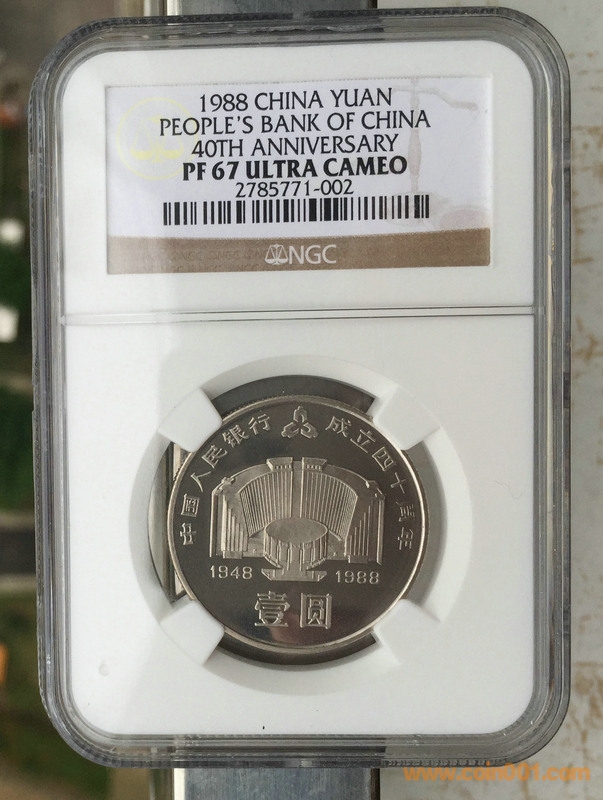 1988 CHINA YUAN
PEOPLE'S BANK OF CHINA
40TH ANNIVERSARY
PF 67 ULTRA CAMEO
2785771-002
NGC
中國人民银行 成立四十周年
1948 1988
壹圆
www.coin001.com